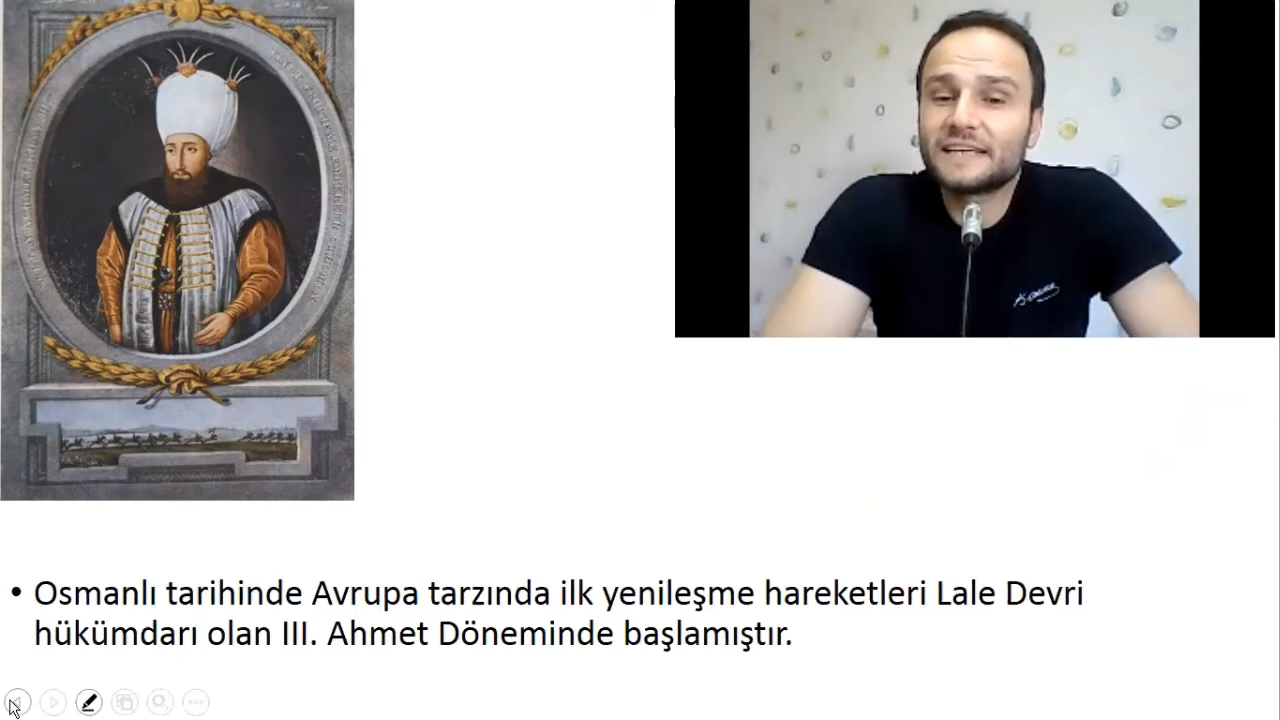 • Osmanlı tarihinde Avrupa tarzında ilk yenileşme hareketleri Lale Devri
hükümdarı olan III. Ahmet Döneminde başlamıştır.